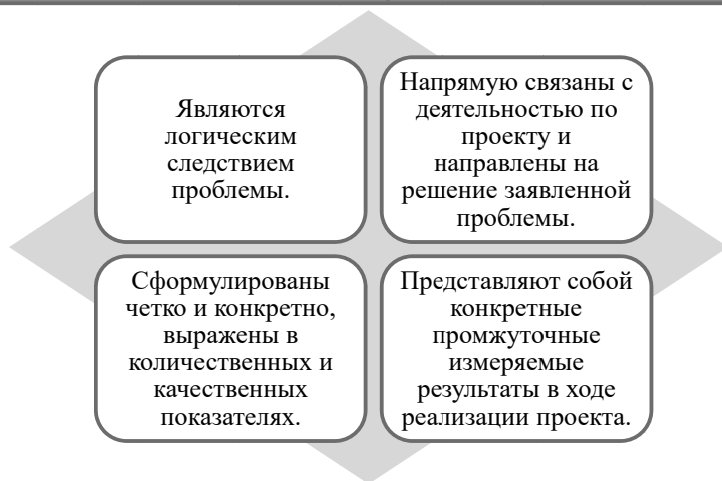 Являются
логическим
следствием
проблемы.
Напрямую связаны с
деятельностью по
проекту и
направлены на
решение заявленной
проблемы.
Сформулированы
четко и конкретно,
выражены в
количественных и
качественных
показателях.
Представляют собой
конкретные
промжуточные
измеряемые
результаты в ходе
реализации проекта.